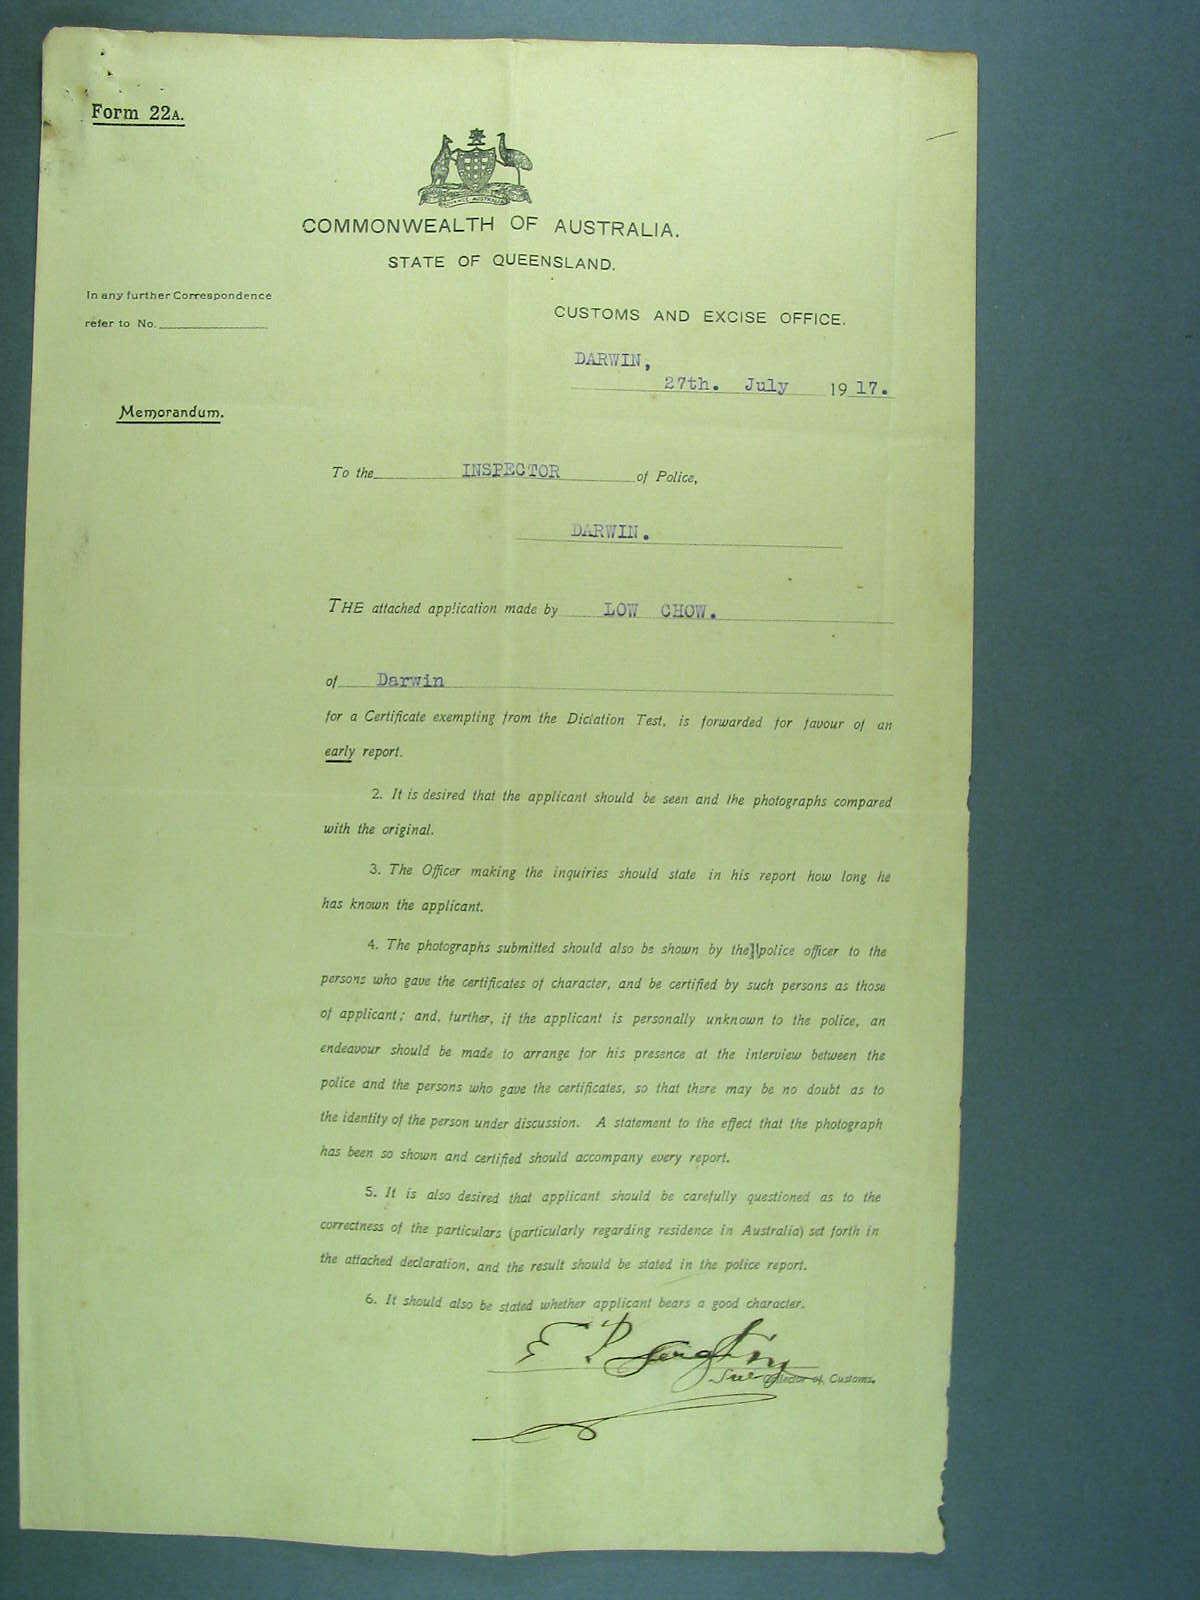 Form 22A.
COMMONWEALTH OF AUSTRALIA.
STATE OF QUEENSLAND.
In any further Correspondence
refer to No.
CUSTOMS AND EXCISE OFFICE.
DARWIN,
27th. July 1917.
Memorandum.
To the INSPECTOR of Police,
DARWIN.
THE attached application made by LOW CHOW.
of Darwin
for a Certificate exempting from the Dictation Test, is forwarded for favour of an
early report.
2. It is desired that the applicant should be seen and the photographs compared
with the original.
3. The Officer making the inquiries should state in his report how long he
has known the applicant.
4. The photographs submitted should also be shown by the police officer to the
persons who gave the certificates of character, and be certified by such persons as those
of applicant; and, further, if the applicant is personally unknown to the police, an
endeavour should be made to arrange for his presence at the interview between the
police and the persons who gave the certificates, so that there may be no doubt as to
the identity of the person under discussion. A statement to the effect that the photograph
has been so shown and certified should accompany every report.
5. It is also desired that applicant should be carefully questioned as to the
correctness of the particulars (particularly regarding residence in Australia) set forth in
the attached declaration, and the result should be stated in the police report.
6. It should also be stated whether applicant bears a good character.
Collector of Customs.